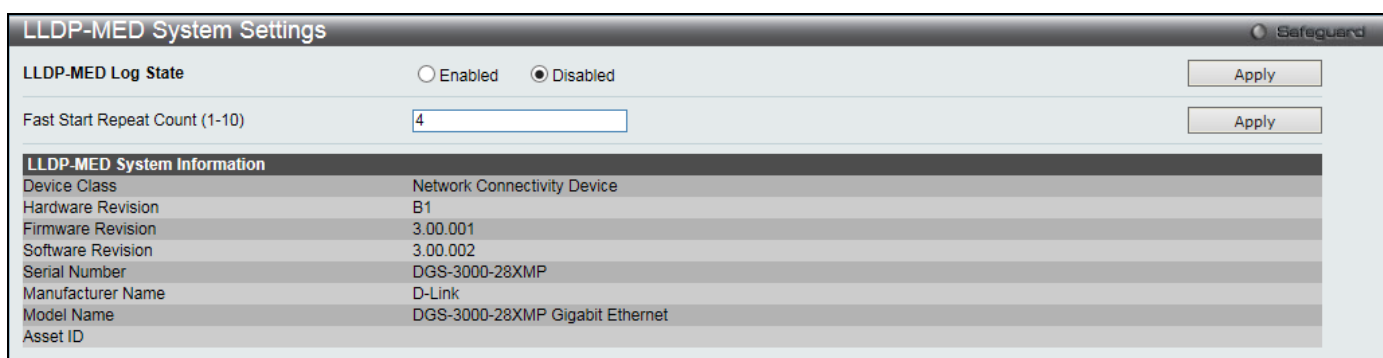 LLDP-MED System Settings Safeguard
LLDP-MED Log State Enabled Disabled Apply
Fast Start Repeat Count (1-10) 4 Apply
LLDP-MED System Information
Device Class Network Connectivity Device
Hardware Revision B1
Firmware Revision 3.00.001
Software Revision 3.00.002
Serial Number DGS-3000-28XMP
Manufacturer Name D-Link
Model Name DGS-3000-28XMP Gigabit Ethernet
Asset ID